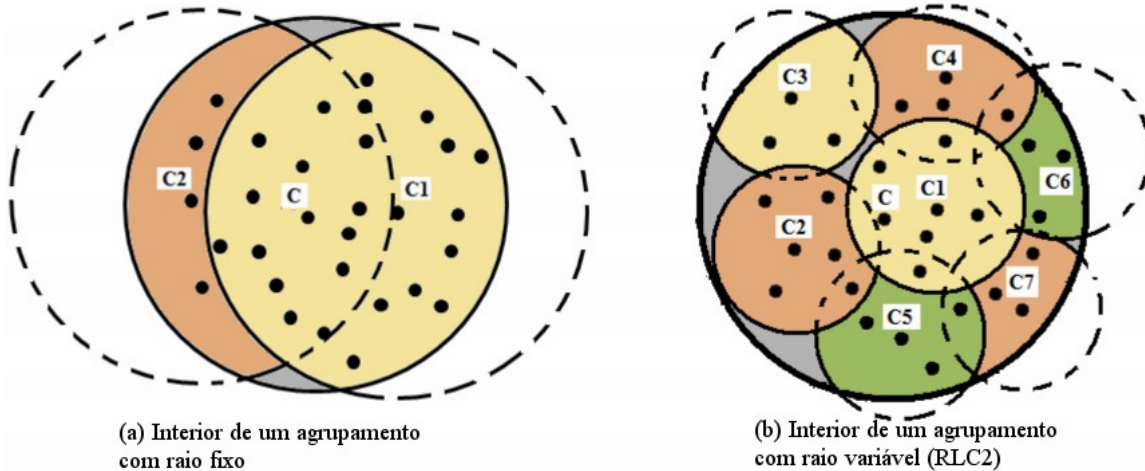 C2
C
C1
(a) Interior de um agrupamento
com raio fixo
C3
C4
C6
C
C1
C2
C7
C5
(b) Interior de um agrupamento
com raio variável (RLC2)